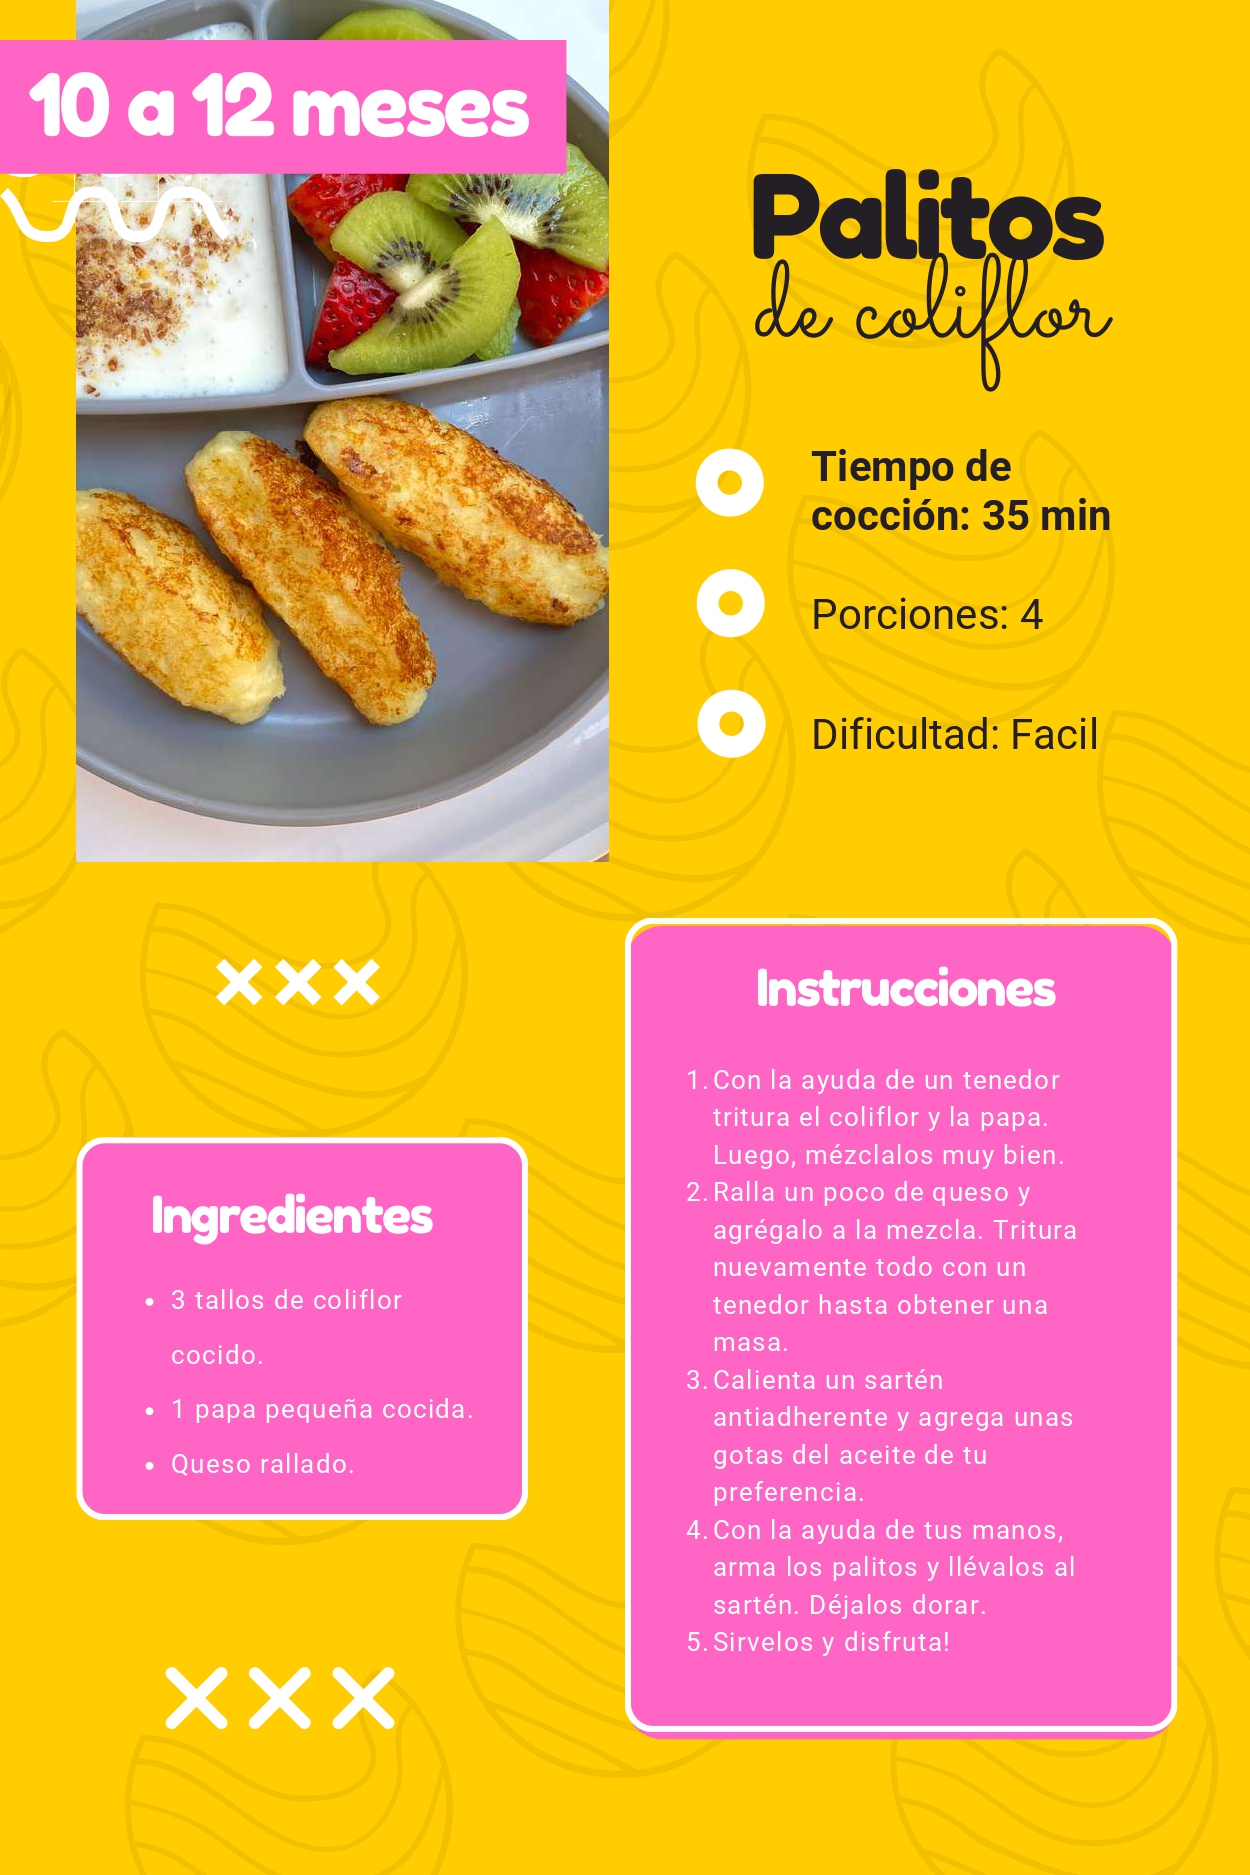 10 a 12 meses
Palitos
de coliflor
Tiempo de
cocción: 35 min
Porciones: 4
Dificultad: Facil
Ingredientes
• 3 tallos de coliflor
cocido.
• 1 papa pequeña cocida.
• Queso rallado.
Instrucciones
1. Con la ayuda de un tenedor
tritura el coliflor y la papa.
Luego, mézclalos muy bien.
2. Ralla un poco de queso y
agrégalo a la mezcla. Tritura
nuevamente todo con un
tenedor hasta obtener una
masa.
3. Calienta un sartén
antiadherente y agrega unas
gotas del aceite de tu
preferencia.
4. Con la ayuda de tus manos,
arma los palitos y llévalos al
sartén. Déjalos dorar.
5. Sirvelos y disfruta!